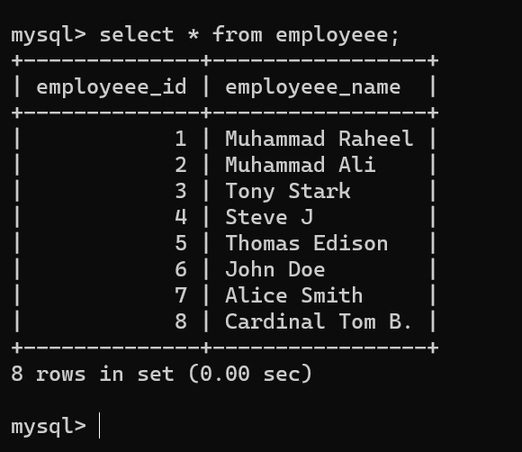 mysql> select * from employeee;
+--------------+-----------------+
| employeee_id | employeee_name  |
+--------------+-----------------+
|            1 | Muhammad Raheel |
|            2 | Muhammad Ali    |
|            3 | Tony Stark      |
|            4 | Steve J         |
|            5 | Thomas Edison   |
|            6 | John Doe        |
|            7 | Alice Smith     |
|            8 | Cardinal Tom B. |
+--------------+-----------------+
8 rows in set (0.00 sec)
mysql>